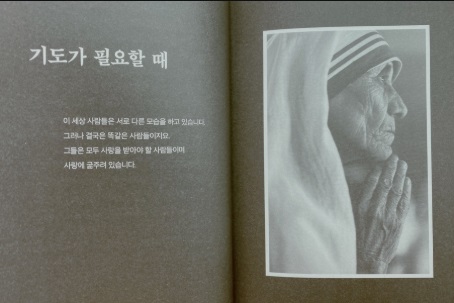 기도가 필요할 때
이 세상 사람들은 서로 다른 모습을 하고 있습니다.
그러나 결국은 똑같은 사람들이지요.
그들은 모두 사랑을 받아야 할 사람들이며
사랑에 굶주려 있습니다.